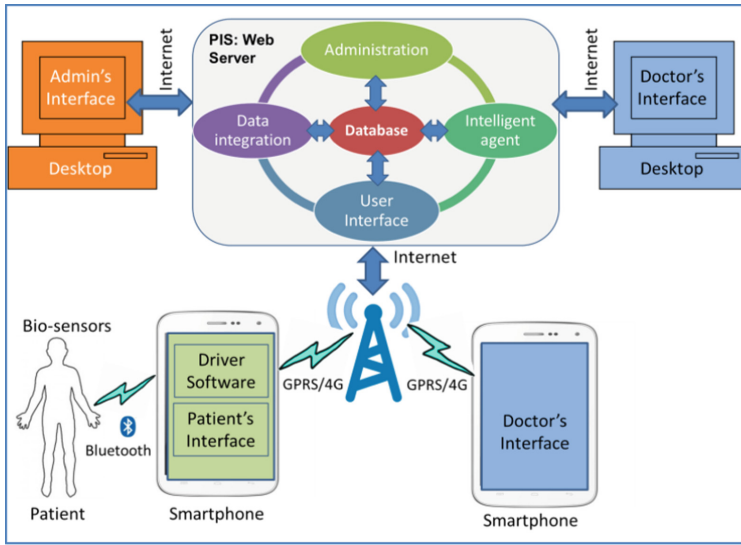 PIS: Web
Server
Administration
Admin's
Interface
Internet
Data
integration
Database
Intelligent
agent
Internet
Doctor's
Interface
Desktop
User
Interface
Desktop
Internet
Bio-sensors
Driver
Software
Patient's
Interface
GPRS/4G
GPRS/4G
Doctor's
Interface
Bluetooth
Patient
Smartphone
Smartphone